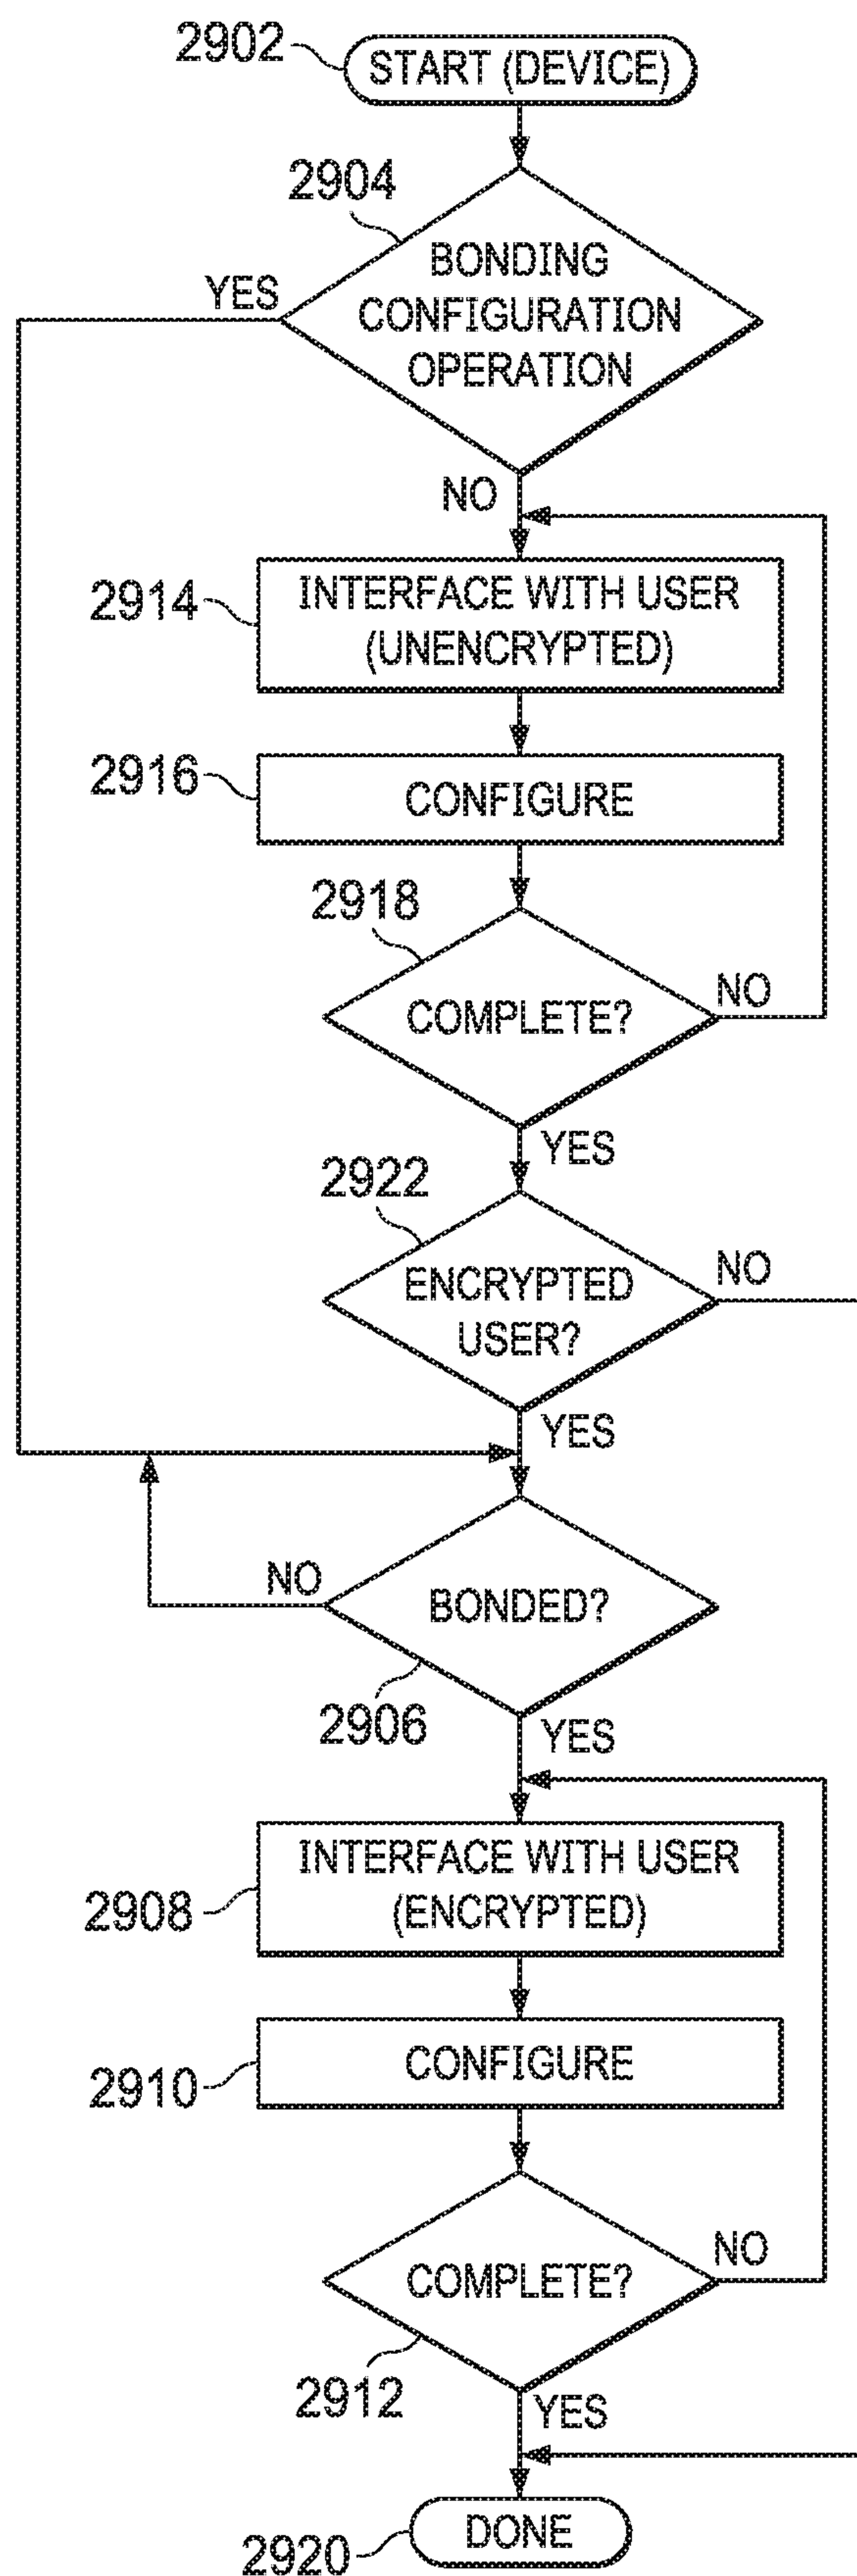 2902
START (DEVICE)
2904
BONDING
CONFIGURATION
OPERATION
YES
NO
2914
INTERFACE WITH USER
(UNENCRYPTED)
2916
CONFIGURE
2918
COMPLETE?
NO
YES
2922
ENCRYPTED
USER?
NO
YES
NO
BONDED?
2906
YES
2908
INTERFACE WITH USER
(ENCRYPTED)
2910
CONFIGURE
COMPLETE?
NO
2912
YES
2920
DONE